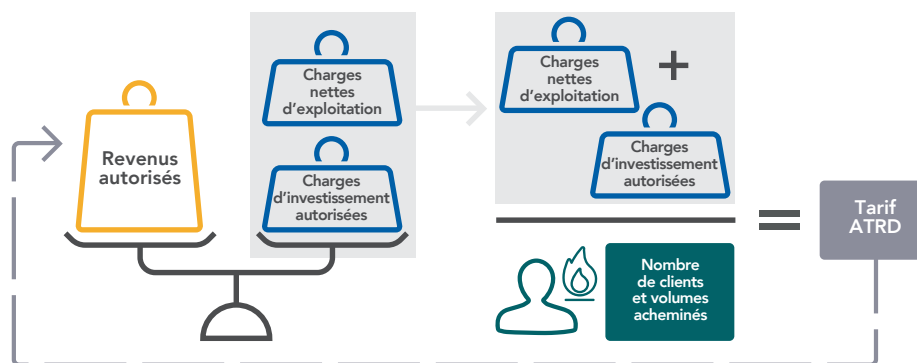 Revenus
autorisés
Charges
nettes
d'exploitation
Charges
d'investissement
autorisées
Charges
nettes
d'exploitation
+
Charges
d'investissement
autorisées
=
Nombre
de clients
et volumes
acheminés
Tarif
ATRD